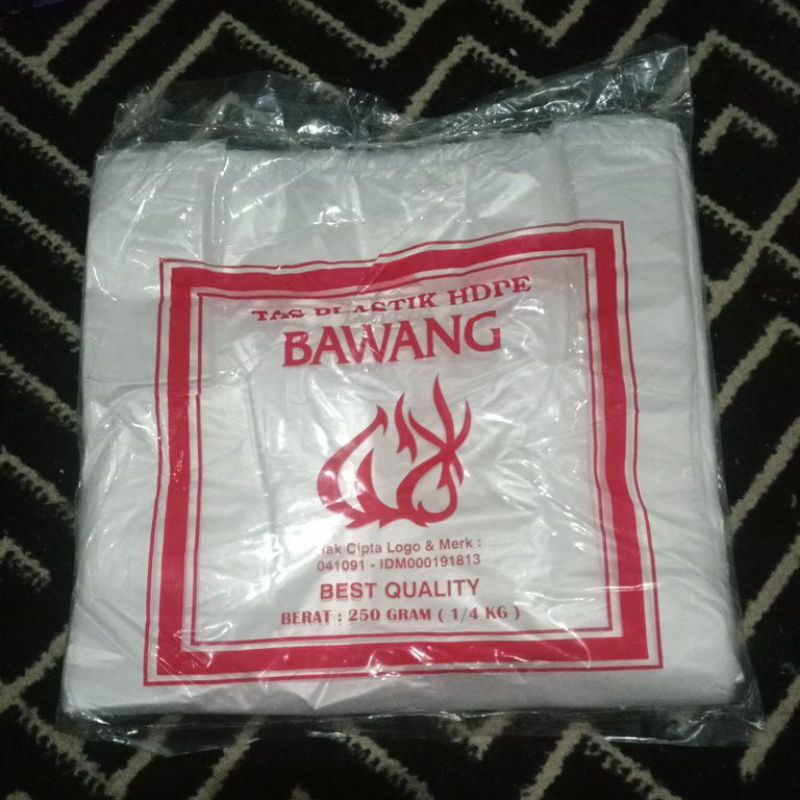 TAS PLASTIK HDPE
BAWANG
Hak Cipta Logo & Merk :
041091 - IDM000191813
BEST QUALITY
BERAT : 250 GRAM ( 1/4 KG )